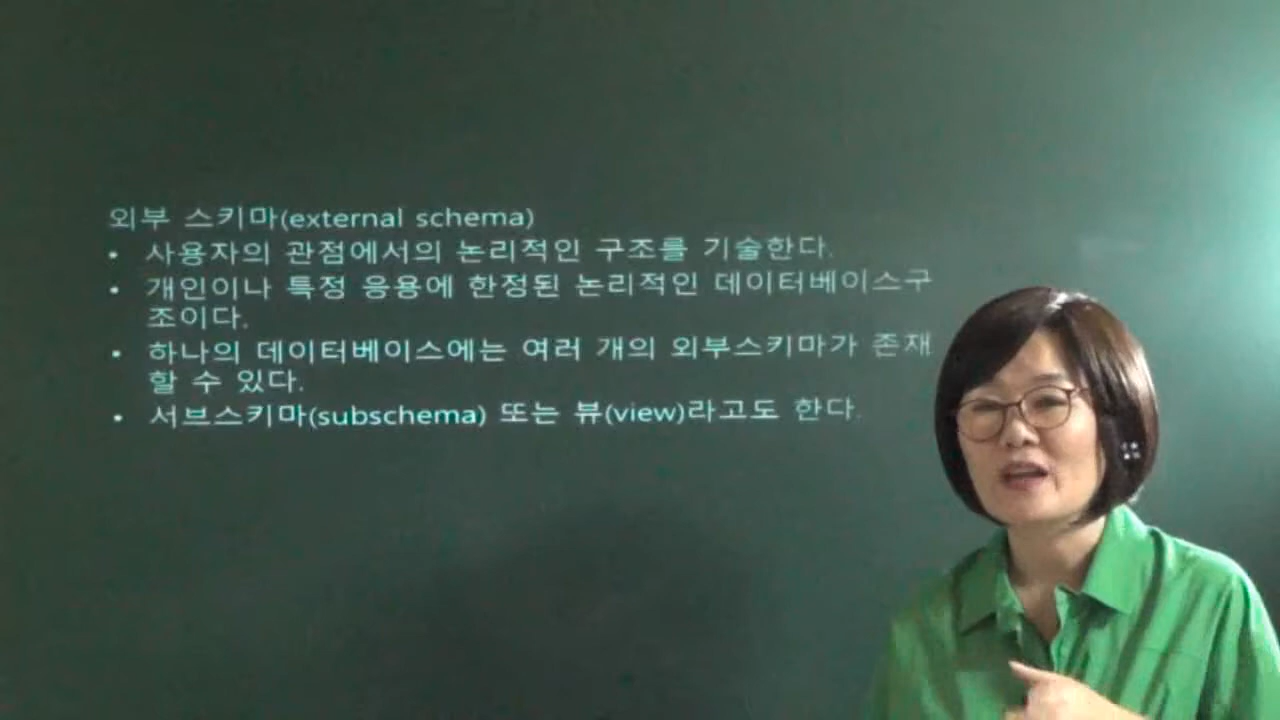 외부 스키마(external schema)
• 사용자의 관점에서의 논리적인 구조를 기술한다.
• 개인이나 특정 응용에 한정된 논리적인 데이터베이스구
조이다.
• 하나의 데이터베이스에는 여러 개의 외부스키마가 존재
할 수 있다.
• 서브스키마(subschema) 또는 뷰(view)라고도 한다.